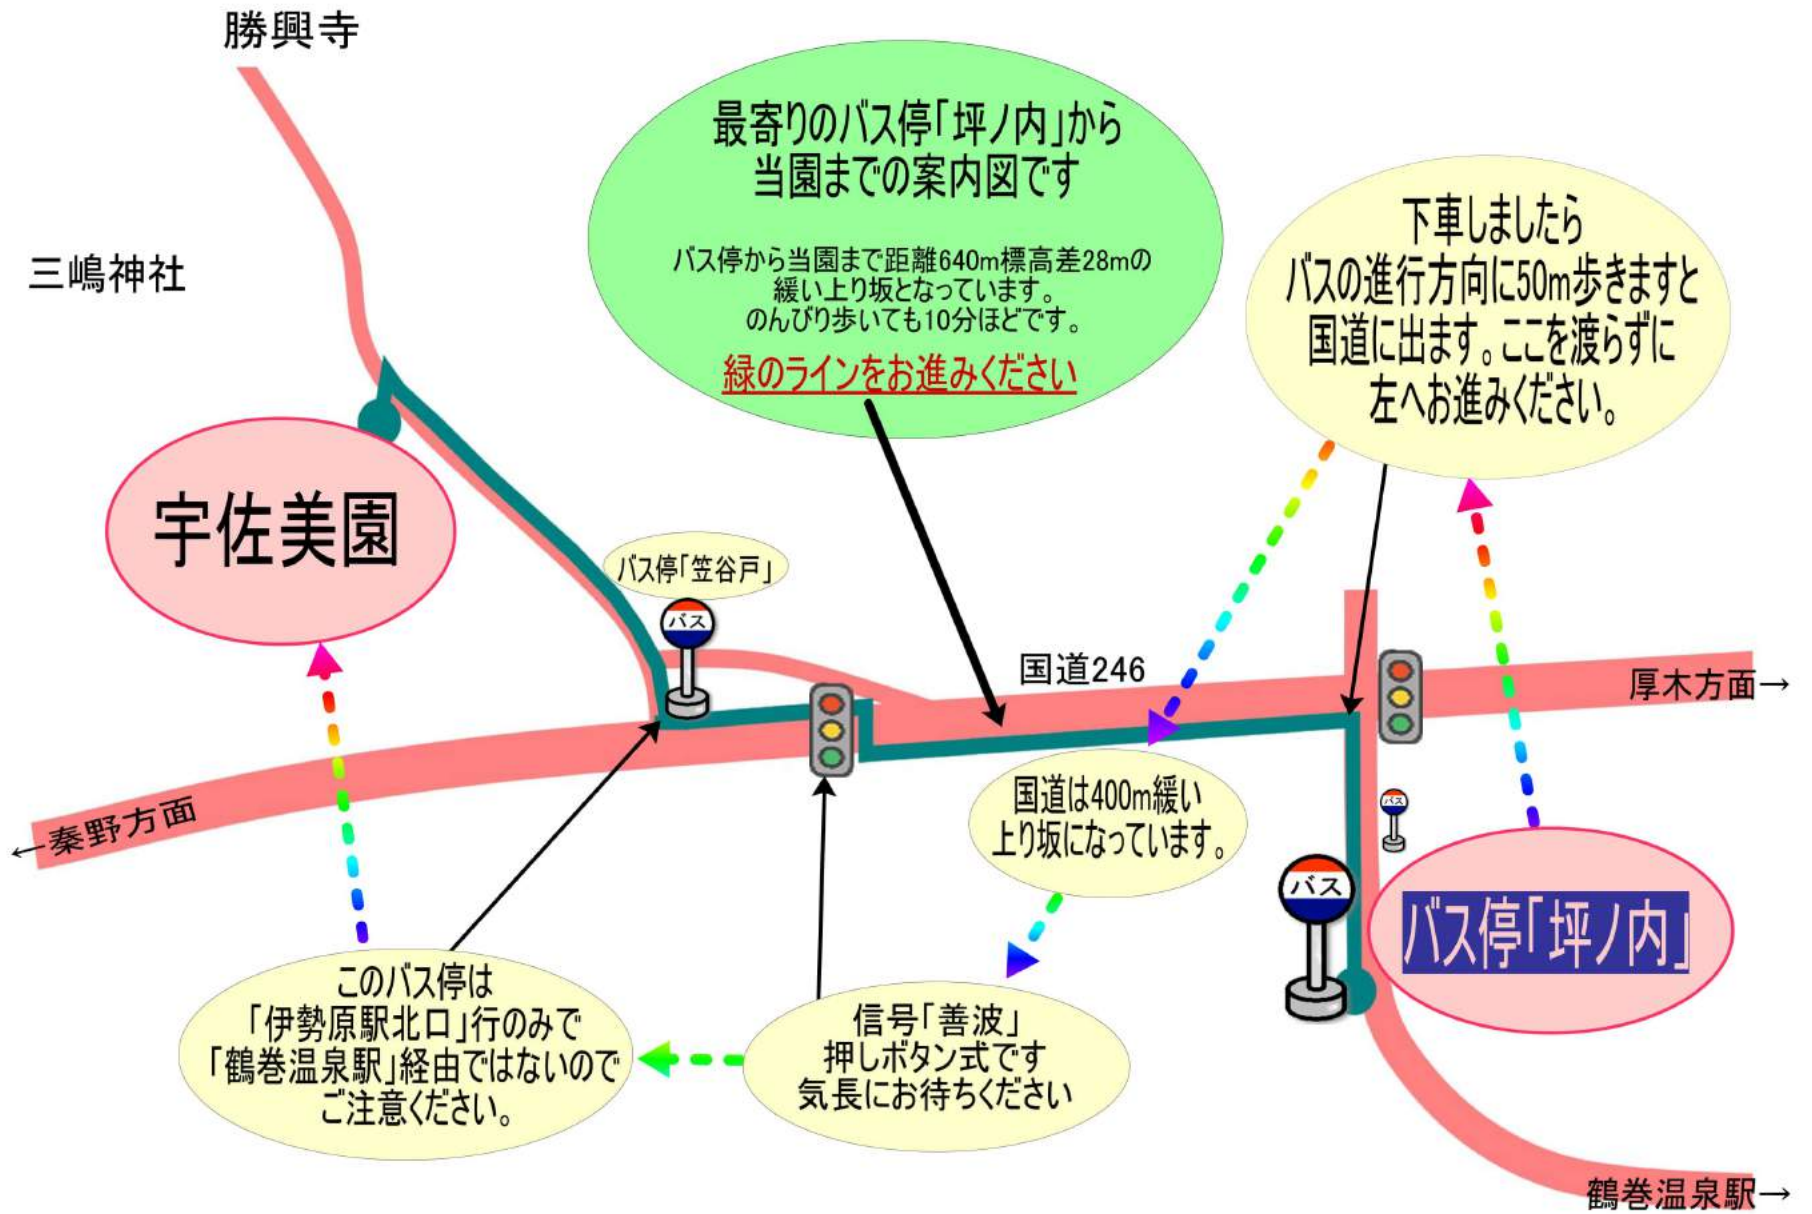 勝興寺
三嶋神社
最寄りのバス停「坪ノ内」から
当園までの案内図です
バス停から当園まで距離640m標高差28mの
緩い上り坂となっています。
のんびり歩いても10分ほどです。
緑のラインをお進みください
下車しましたら
バスの進行方向に50m歩きますと
国道に出ます。ここを渡らずに
左へお進みください。
宇佐美園
バス停「笠谷戸」
バス
国道246
厚木方面→
←秦野方面
国道は400m緩い
上り坂になっています。
バス
バス
バス停「坪ノ内」
このバス停は
「伊勢原駅北口」行のみで
「鶴巻温泉駅」経由ではないので
ご注意ください。
信号「善波」
押しボタン式です
気長にお待ちください
鶴巻温泉駅→